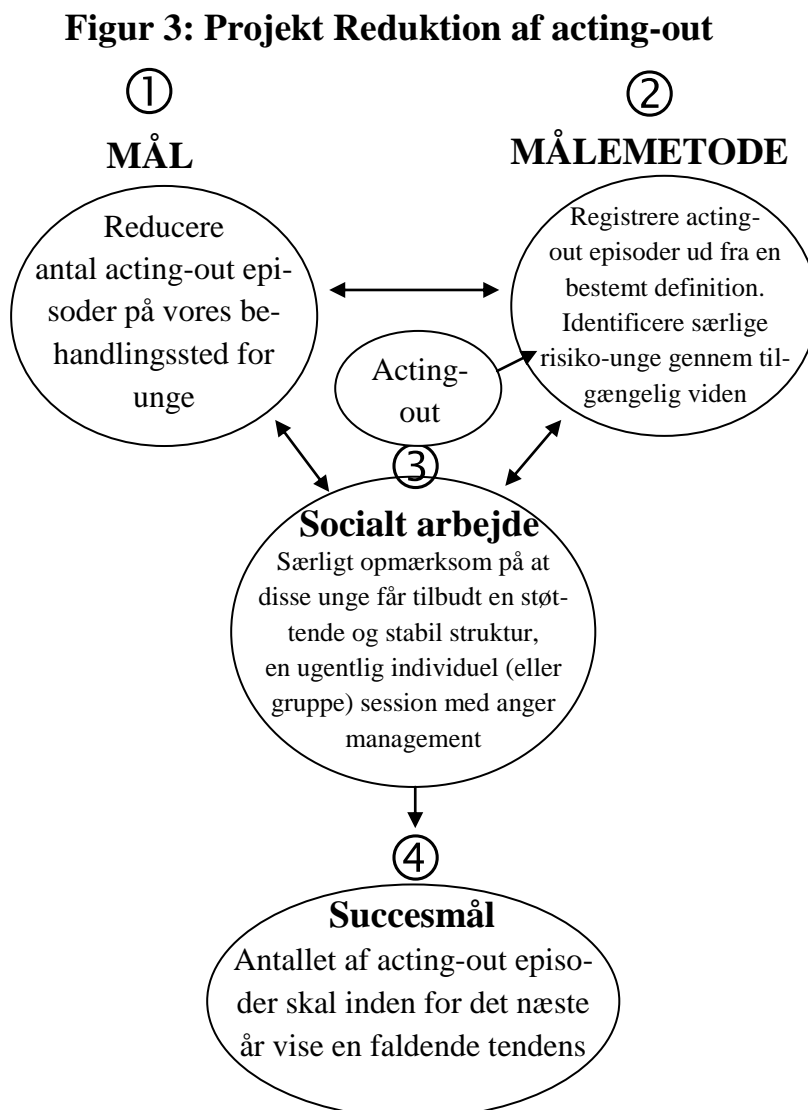 Figur 3: Projekt Reduktion af acting-out
①
MÅL
Reducere
antal acting-out epi-
soder på vores be-
handlingssted for
unge
②
MÅLEMETODE
Registrere acting-
out episoder ud fra en
bestemt definition.
Identificere særlige
risiko-unge gennem til-
gængelig viden
Acting-
out
③
Socialt arbejde
Særligt opmærksom på at
disse unge får tilbudt en støt-
tende og stabil struktur,
en ugentlig individuel (eller
gruppe) session med anger
management
④
Succesmål
Antallet af acting-out episo-
der skal inden for det næste
år vise en faldende tendens